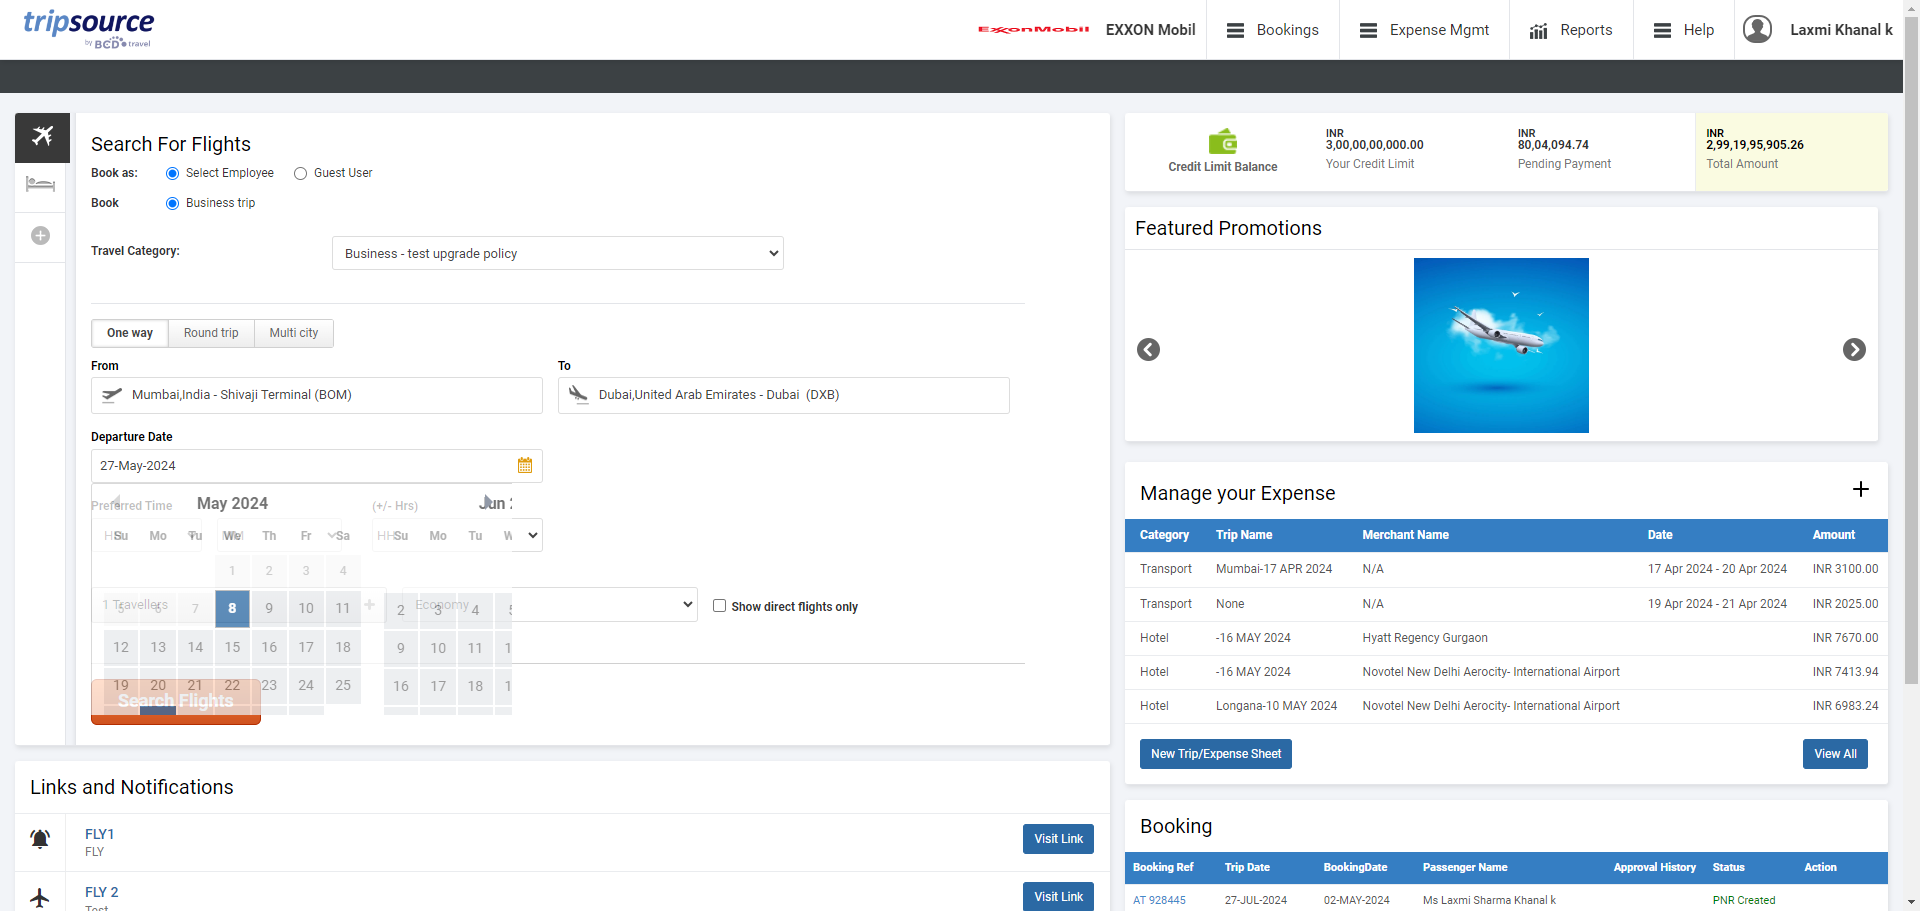 tripsource
by BCD travel
ExxonMobil
EXXON Mobil
Bookings
Expense Mgmt
Reports
Help
Laxmi Khanal k
Search For Flights
Book as:
Select Employee
Guest User
Book
Business trip
Travel Category:
Business - test upgrade policy
One way
Round trip
Multi city
From
To
Mumbai,India - Shivaji Terminal (BOM)
Dubai,United Arab Emirates - Dubai (DXB)
Departure Date
27-May-2024
Preferred Time
May 2024
(+/- Hrs)
Jun
Su Mo Tu We Th Fr Sa
HH
Su Mo Tu
1 2 3 4
1 Travellers
5 6 7 8 9 10 11
Economy
2 3 4
Show direct flights only
12 13 14 15 16 17 18
9 10 11
19 20 21 22 23 24 25
16 17 18
Search Flights
Credit Limit Balance
INR
3,00,00,00,000.00
Your Credit Limit
INR
80,04,094.74
Pending Payment
INR
2,99,19,95,905.26
Total Amount
Featured Promotions
Manage your Expense
Category Trip Name Merchant Name Date Amount
Transport Mumbai-17 APR 2024 N/A 17 Apr 2024 - 20 Apr 2024 INR 3100.00
Transport None N/A 19 Apr 2024 - 21 Apr 2024 INR 2025.00
Hotel -16 MAY 2024 Hyatt Regency Gurgaon INR 7670.00
Hotel -16 MAY 2024 Novotel New Delhi Aerocity- International Airport INR 7413.94
Hotel Longana-10 MAY 2024 Novotel New Delhi Aerocity- International Airport INR 6983.24
New Trip/Expense Sheet
View All
Links and Notifications
FLY1
FLY
Visit Link
FLY 2
Test
Visit Link
Booking
Booking Ref Trip Date BookingDate Passenger Name Approval History Status Action
AT 928445 27-JUL-2024 02-MAY-2024 Ms Laxmi Sharma Khanal k PNR Created